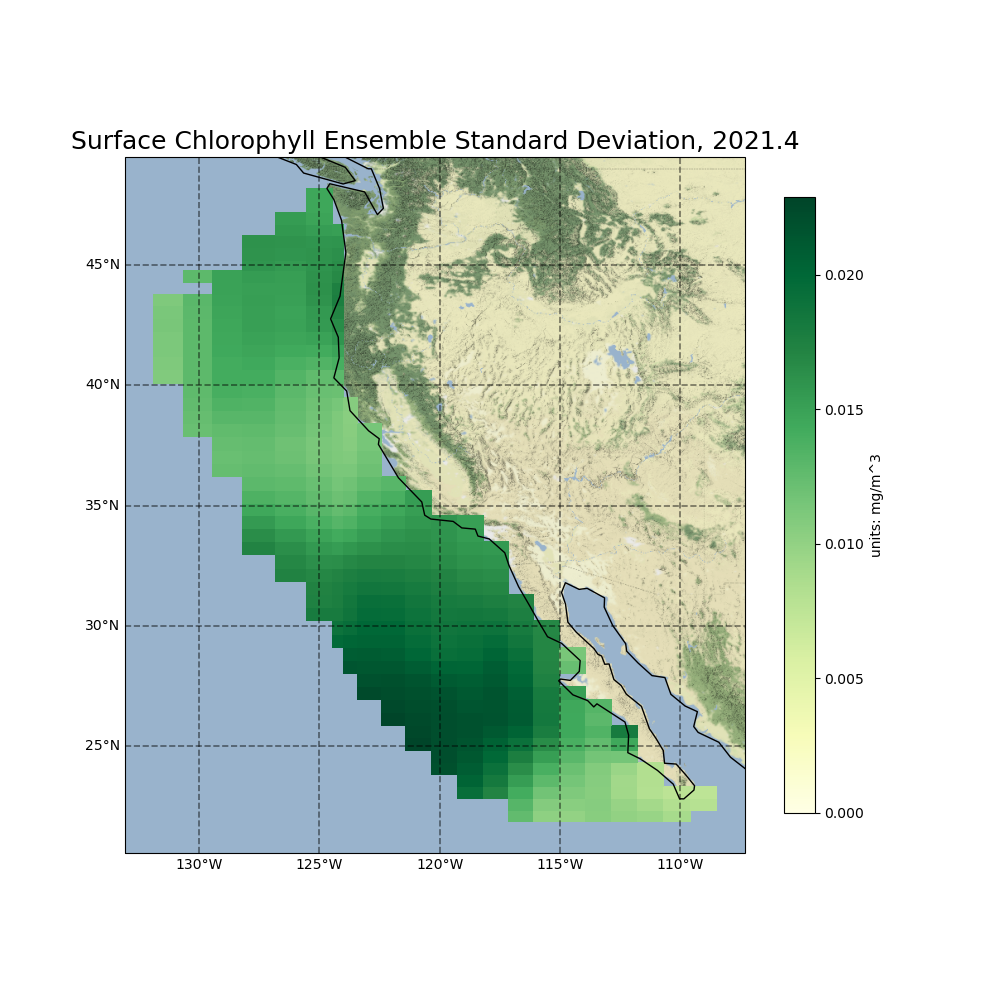 Surface Chlorophyll Ensemble Standard Deviation, 2021.4
45°N
40°N
35°N
30°N
25°N
130°W 125°W 120°W 115°W 110°W
0.020
0.015
0.010
0.005
0.000
units: mg/m^3